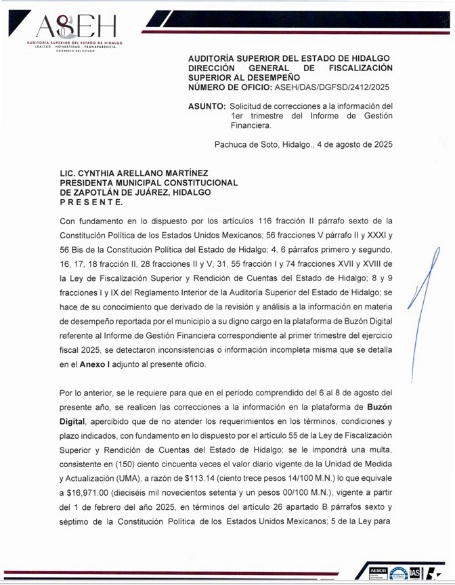 ASEH
AUDITORÍA SUPERIOR DEL ESTADO DE HIDALGO
LEALTAD · HONESTIDAD · TRANSPARENCIA
AUDITORÍA SUPERIOR DEL ESTADO DE HIDALGO
DIRECCIÓN GENERAL DE FISCALIZACIÓN
SUPERIOR AL DESEMPEÑO
NÚMERO DE OFICIO: ASEH/DAS/DGFSD/2412/2025
ASUNTO: Solicitud de correcciones a la información del
1er trimestre del Informe de Gestión
Financiera.
Pachuca de Soto, Hidalgo., 4 de agosto de 2025
LIC. CYNTHIA ARELLANO MARTÍNEZ
PRESIDENTA MUNICIPAL CONSTITUCIONAL
DE ZAPOTLÁN DE JUÁREZ, HIDALGO
P R E S E N T E.
Con fundamento en lo dispuesto por los artículos 116 fracción II párrafo sexto de la
Constitución Política de los Estados Unidos Mexicanos; 56 fracciones V párrafo II y XXXI y
56 Bis de la Constitución Política del Estado de Hidalgo; 4, 6 párrafos primero y segundo,
16, 17, 18 fracción II, 28 fracciones II y V, 31, 55 fracción I y 74 fracciones XVII y XVIII de
la Ley de Fiscalización Superior y Rendición de Cuentas del Estado de Hidalgo; 8 y 9
fracciones I y IX del Reglamento Interior de la Auditoría Superior del Estado de Hidalgo; se
hace de su conocimiento que derivado de la revisión y análisis a la información en materia
de desempeño reportada por el municipio a su digno cargo en la plataforma de Buzón Digital
referente al Informe de Gestión Financiera correspondiente al primer trimestre del ejercicio
fiscal 2025, se detectaron inconsistencias o información incompleta misma que se detalla
en el Anexo I adjunto al presente oficio.
Por lo anterior, se le requiere para que en el periodo comprendido del 6 al 8 de agosto del
presente año, se realicen las correcciones a la información en la plataforma de Buzón
Digital, apercibido que de no atender los requerimientos en los términos, condiciones y
plazo indicados, con fundamento en lo dispuesto por el artículo 55 de la Ley de Fiscalización
Superior y Rendición de Cuentas del Estado de Hidalgo; se le impondrá una multa,
consistente en (150) ciento cincuenta veces el valor diario vigente de la Unidad de Medida
y Actualización (UMA), a razón de $113.14 (ciento trece pesos 14/100 M.N.) lo que equivale
a $16,971.00 (dieciséis mil novecientos setenta y un pesos 00/100 M.N.), vigente a partir
del 1 de febrero del año 2025, en términos del artículo 26 apartado B párrafos sexto y
séptimo de la Constitución Política de los Estados Unidos Mexicanos; 5 de la Ley para